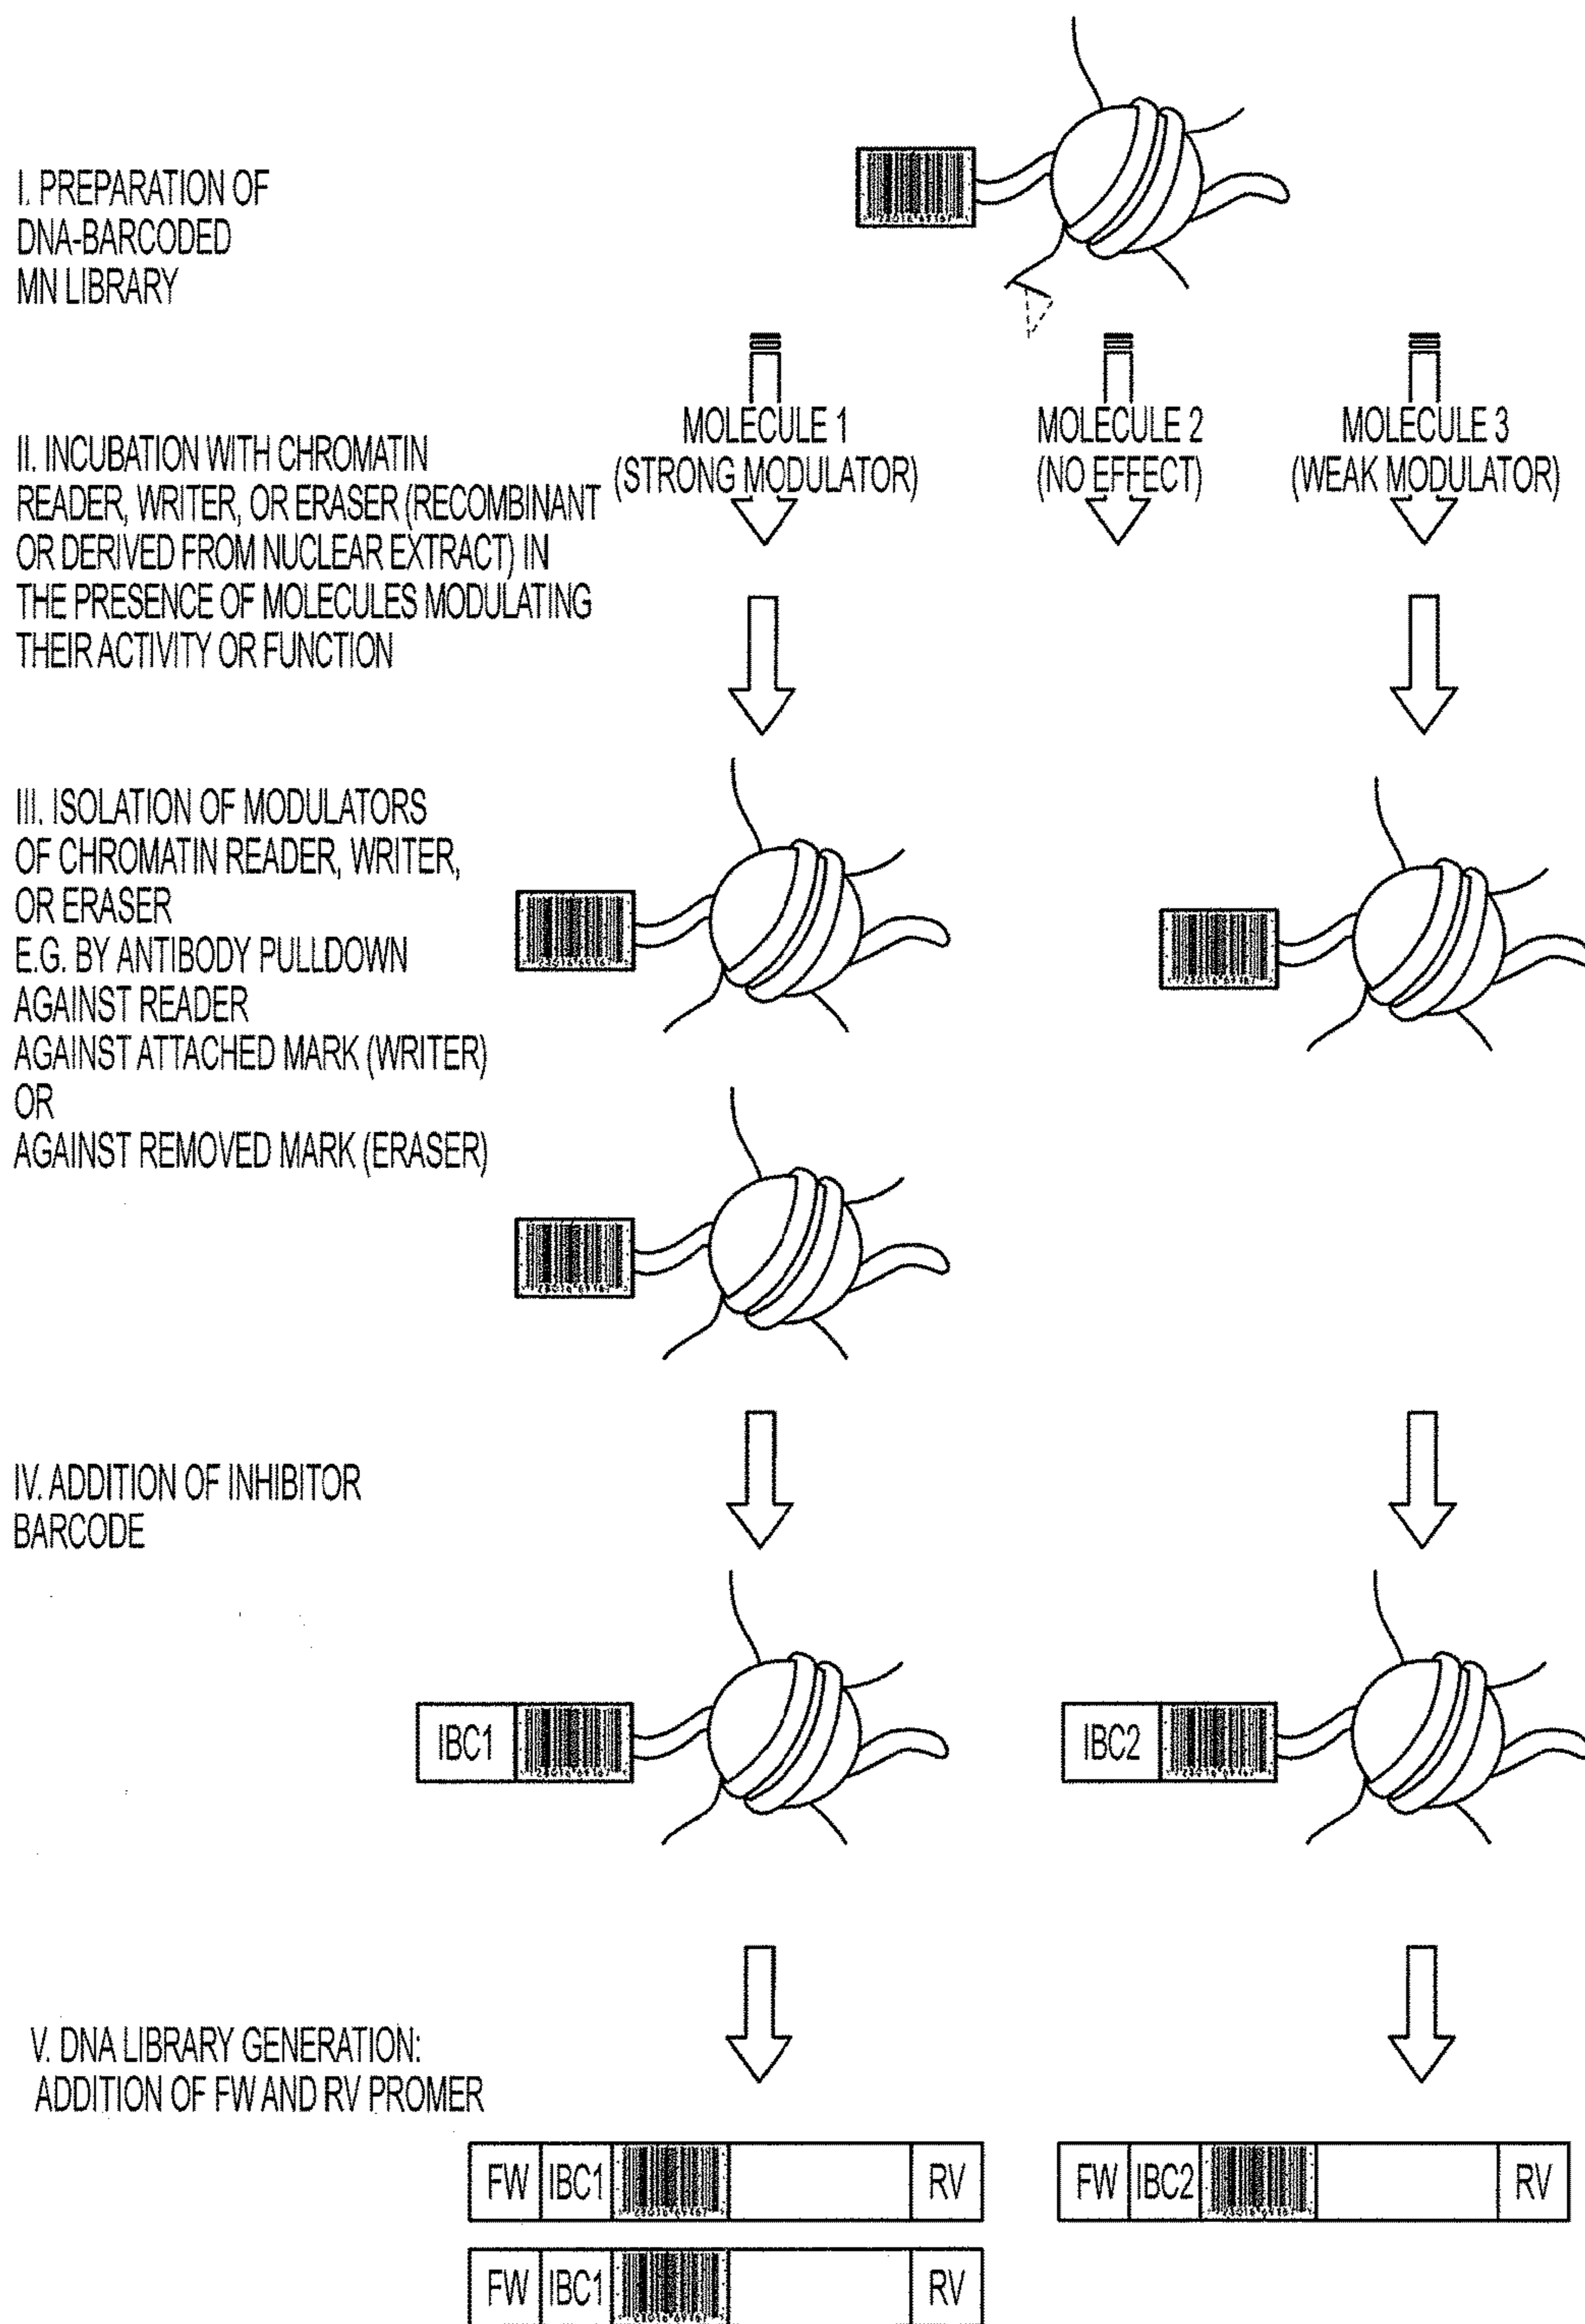 I. PREPARATION OF
DNA-BARCODED
MN LIBRARY
MOLECULE 1
(STRONG MODULATOR)
MOLECULE 2
(NO EFFECT)
MOLECULE 3
(WEAK MODULATOR)
II. INCUBATION WITH CHROMATIN
READER, WRITER, OR ERASER (RECOMBINANT
OR DERIVED FROM NUCLEAR EXTRACT) IN
THE PRESENCE OF MOLECULES MODULATING
THEIR ACTIVITY OR FUNCTION
III. ISOLATION OF MODULATORS
OF CHROMATIN READER, WRITER,
OR ERASER
E.G. BY ANTIBODY PULLDOWN
AGAINST READER
AGAINST ATTACHED MARK (WRITER)
OR
AGAINST REMOVED MARK (ERASER)
IV. ADDITION OF INHIBITOR
BARCODE
IBC1
IBC2
V. DNA LIBRARY GENERATION:
ADDITION OF FW AND RV PROMER
FW IBC1 RV
FW IBC2 RV
FW IBC1 RV